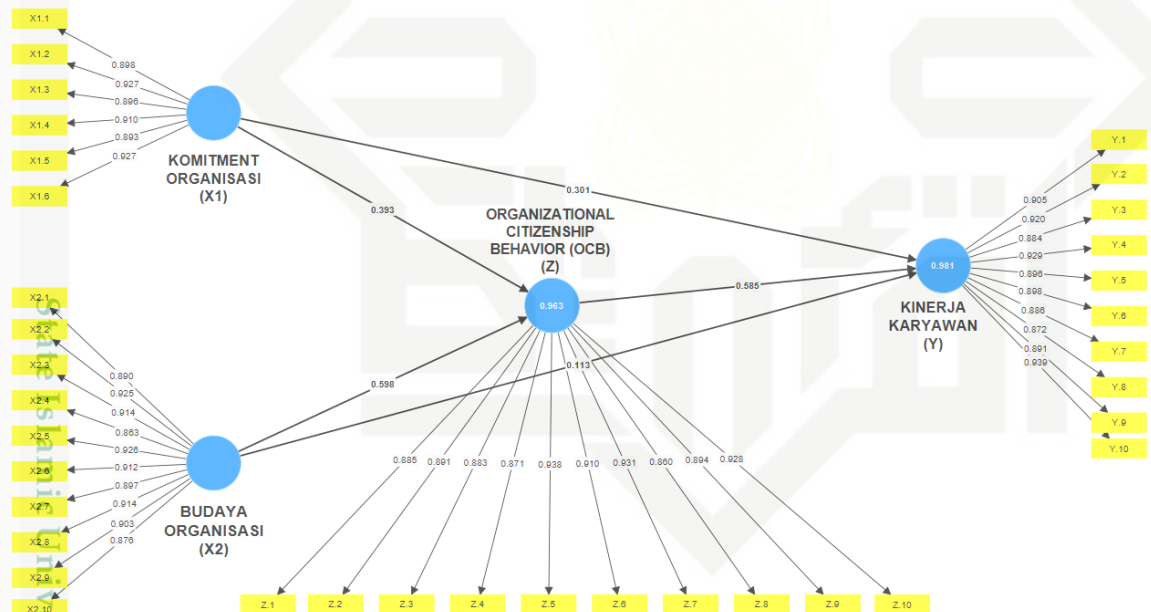 X1.1
X1.2
X1.3
X1.4
X1.5
X1.6
0.898
0.927
0.896
0.910
0.893
0.927
KOMITMENT
ORGANISASI
(X1)
0.301
0.393
ORGANIZATIONAL
CITIZENSHIP
BEHAVIOR (OCB)
(Z)
0.963
0.585
0.113
0.598
Y.1
Y.2
Y.3
Y.4
Y.5
Y.6
Y.7
Y.8
Y.9
Y.10
0.905
0.920
0.884
0.929
0.896
0.898
0.886
0.872
0.891
0.939
0.981
KINERJA
KARYAWAN
(Y)
X2.1
X2.2
X2.3
X2.4
X2.5
X2.6
X2.7
X2.8
X2.9
X2.10
State Islamic Univ
0.890
0.925
0.914
0.863
0.926
0.912
0.897
0.914
0.903
0.876
BUDAYA
ORGANISASI
(X2)
0.885 0.891 0.883 0.871 0.938 0.910 0.931 0.860 0.894 0.928
Z.1 Z.2 Z.3 Z.4 Z.5 Z.6 Z.7 Z.8 Z.9 Z.10